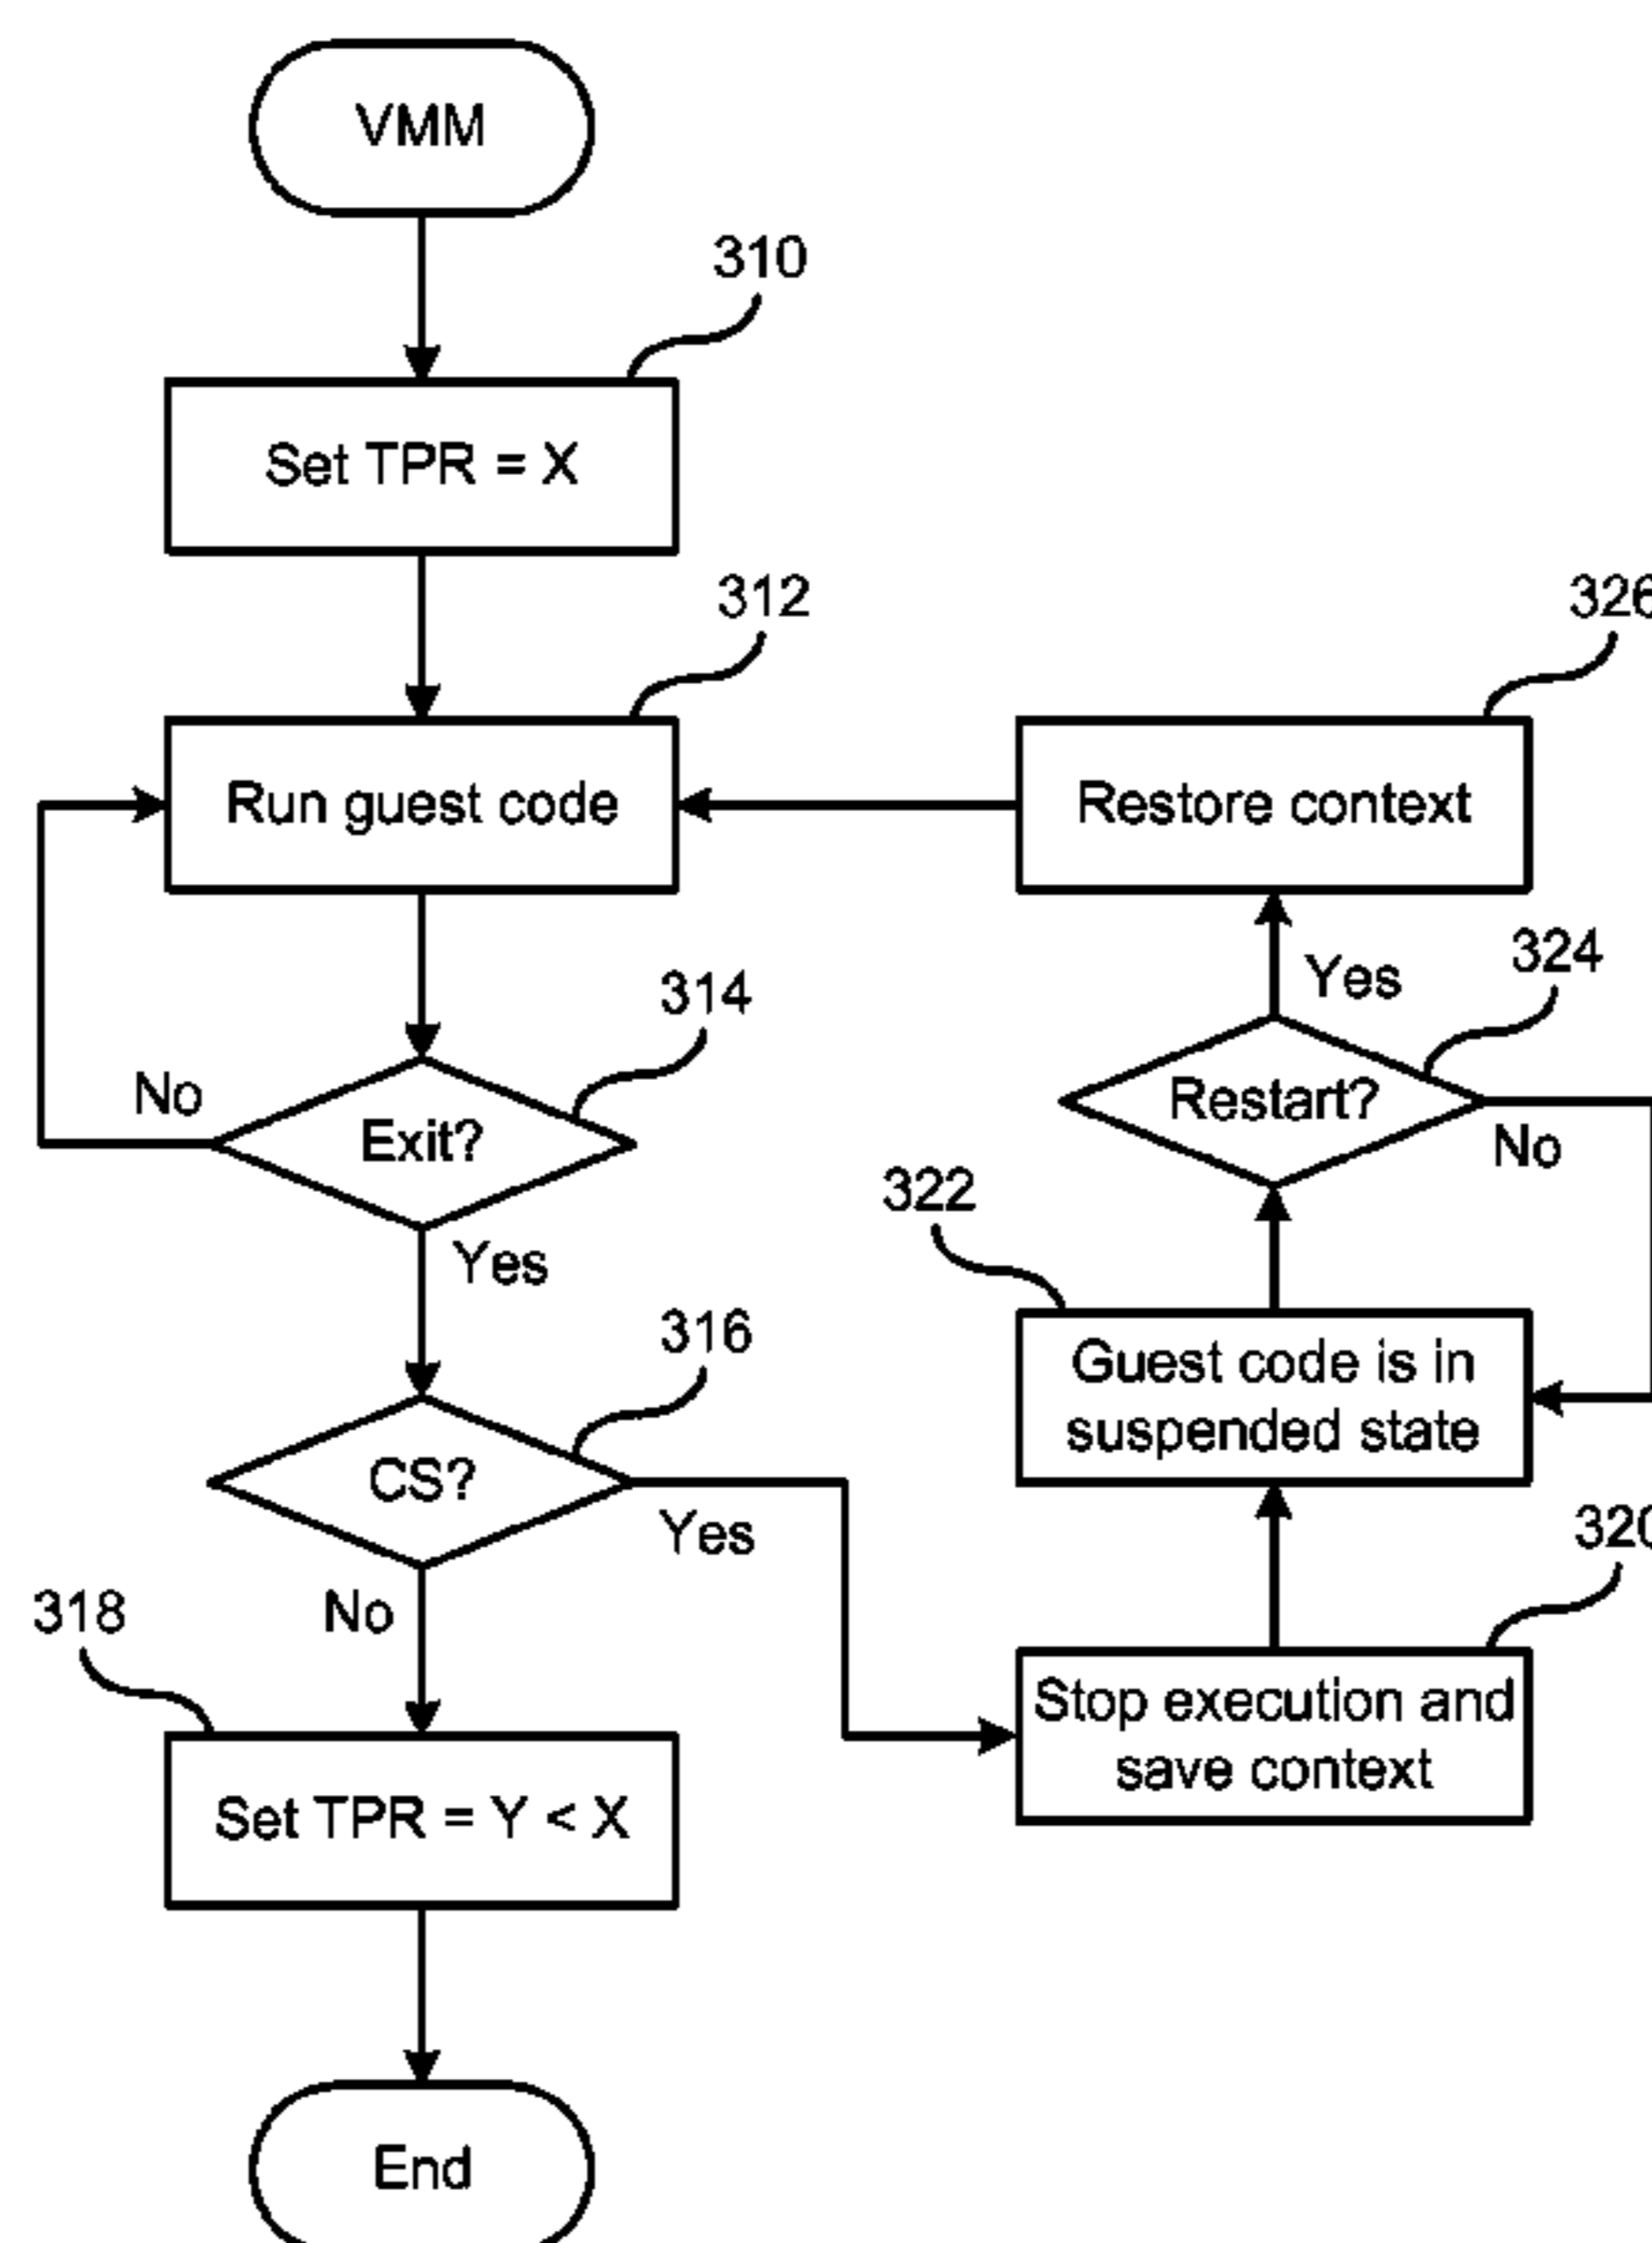 VMM
310
Set TPR = X
312
Run guest code
314
Exit?
No
Yes
316
CS?
Yes
No
318
Set TPR = Y < X
End
326
Restore context
324
Yes
Restart?
No
322
Guest code is in
suspended state
320
Stop execution and
save context